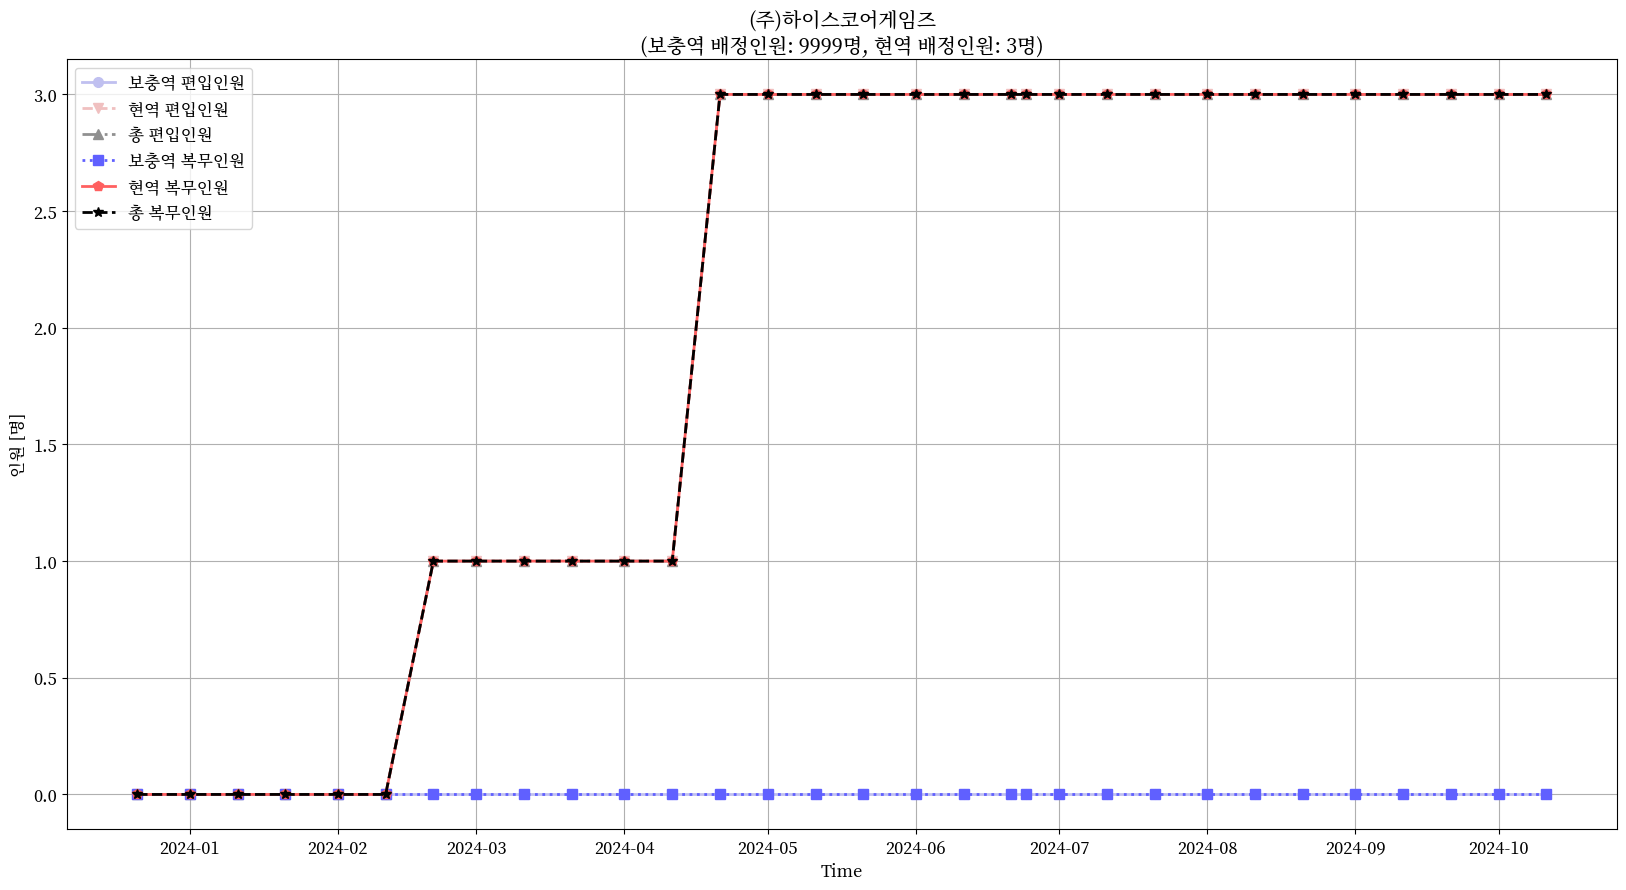 (주)하이스코어게임즈
(보충역 배정인원: 9999명, 현역 배정인원: 3명)
보충역 편입인원
현역 편입인원
총 편입인원
보충역 복무인원
현역 복무인원
총 복무인원
인원 [명]
3.0
2.5
2.0
1.5
1.0
0.5
0.0
2024-01
2024-02
2024-03
2024-04
2024-05
2024-06
2024-07
2024-08
2024-09
2024-10
Time